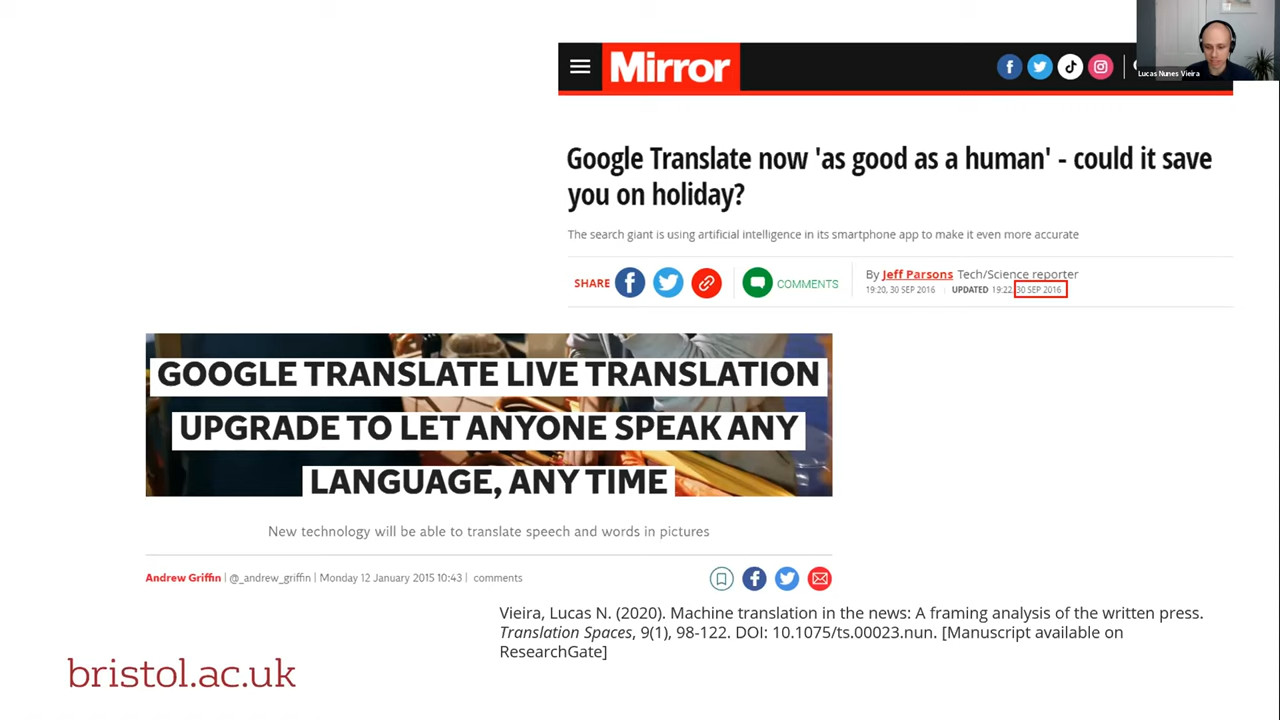 Mirror
Lucas Nunes Vieira
Google Translate now 'as good as a human' - could it save
you on holiday?
The search giant is using artificial intelligence in its smartphone app to make it even more accurate
SHARE
COMMENTS
By Jeff Parsons Tech/Science reporter
19:20, 30 SEP 2016 | UPDATED 19:22, 30 SEP 2016
GOOGLE TRANSLATE LIVE TRANSLATION
UPGRADE TO LET ANYONE SPEAK ANY
LANGUAGE, ANY TIME
New technology will be able to translate speech and words in pictures
Andrew Griffin | @_andrew_griffin | Monday 12 January 2015 10:43 | comments
Vieira, Lucas N. (2020). Machine translation in the news: A framing analysis of the written press.
Translation Spaces, 9(1), 98-122. DOI: 10.1075/ts.00023.nun. [Manuscript available on
ResearchGate]
bristol.ac.uk